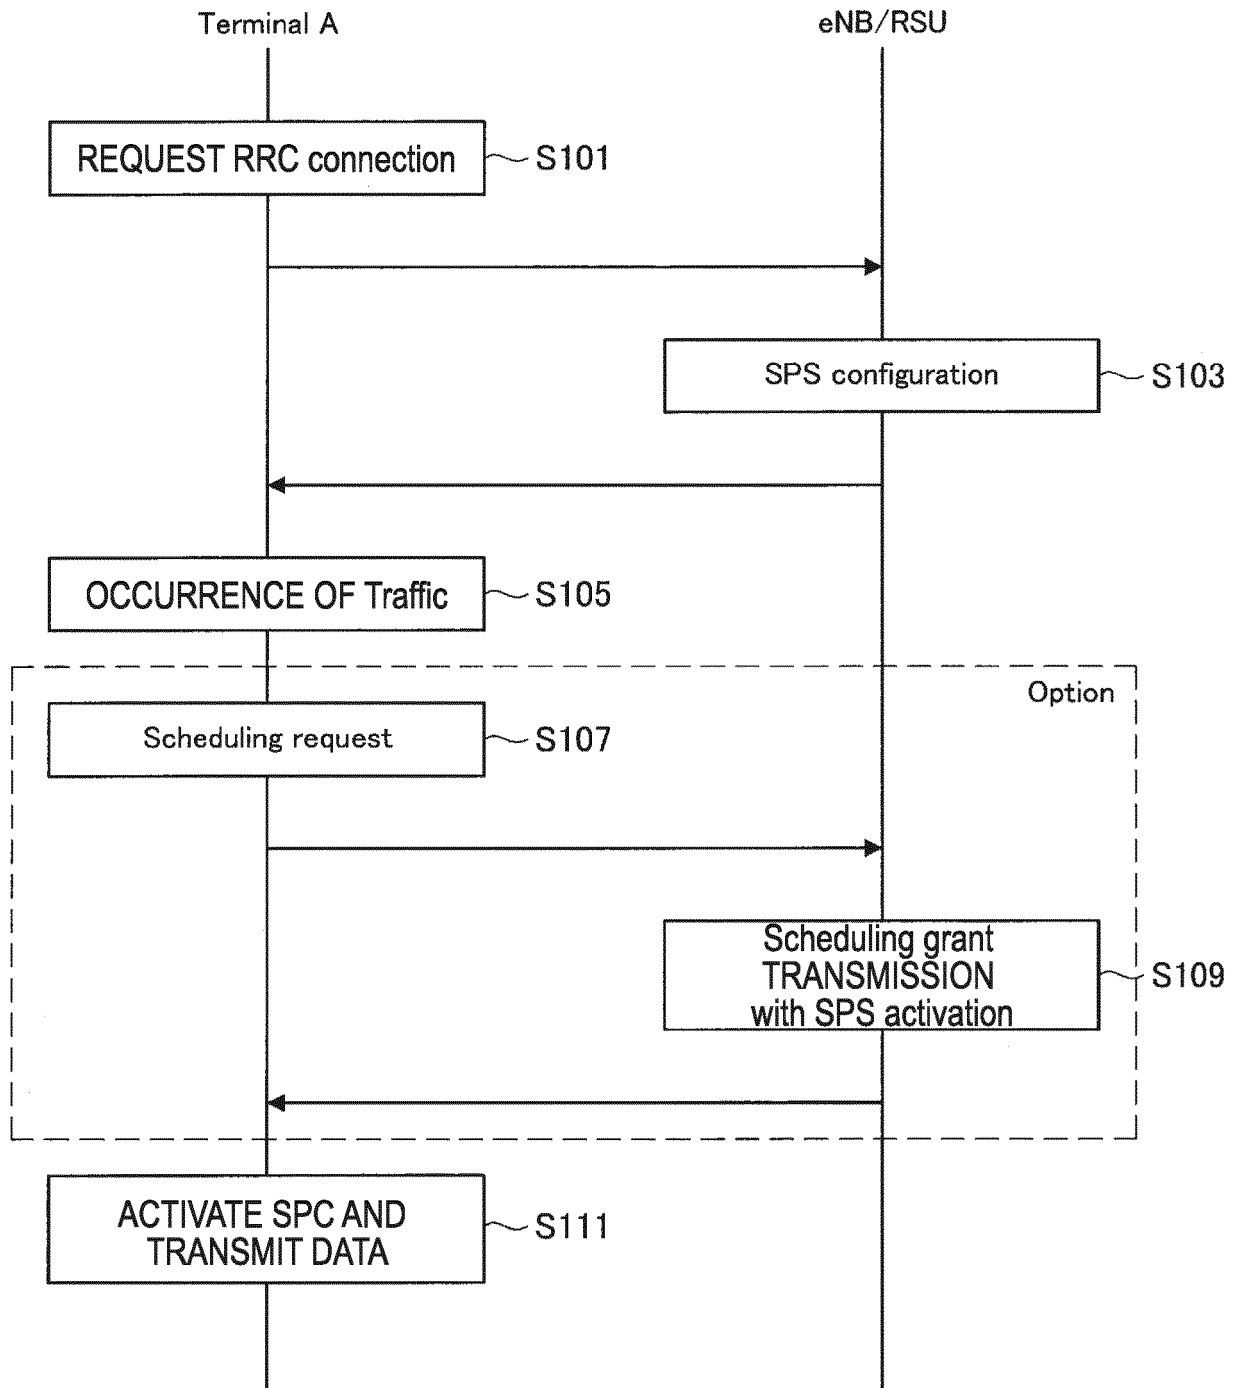 Terminal A
eNB/RSU
REQUEST RRC connection
S101
SPS configuration
S103
OCCURRENCE OF Traffic
S105
Option
Scheduling request
S107
Scheduling grant
TRANSMISSION
with SPS activation
S109
ACTIVATE SPC AND
TRANSMIT DATA
S111